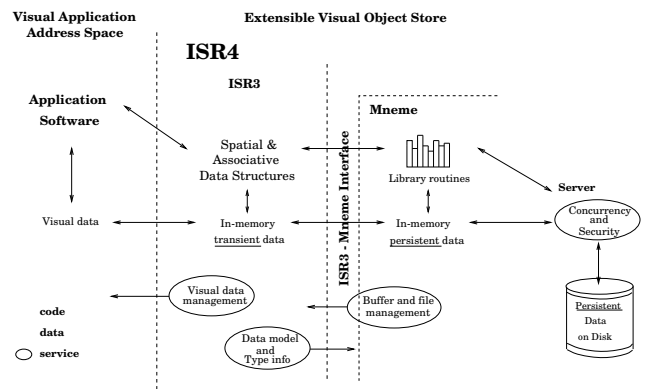 Visual Application
Address Space
Extensible Visual Object Store
ISR4
ISR3
Mneme
Application
Software
Spatial &
Associative
Data Structures
Library routines
ISR3 - Mneme Interface
Server
Concurrency
and
Security
Visual data
In-memory
transient data
In-memory
persistent data
Visual data
management
Buffer and file
management
Data model
and
Type info
Persistent
Data
on Disk
code
data
service